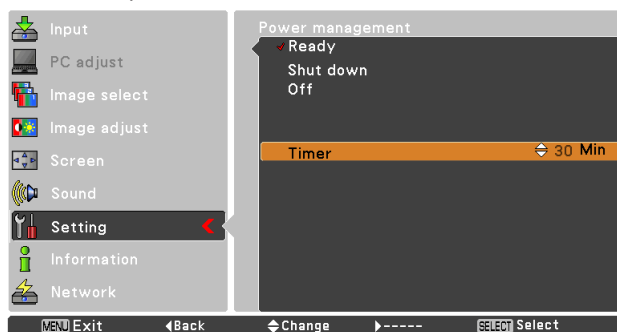 Input
PC adjust
Image select
Image adjust
Screen
Sound
Setting
Information
Network
Power management
Ready
Shut down
Off
Timer 30 Min
MENU Exit Back Change ----- SELECT Select